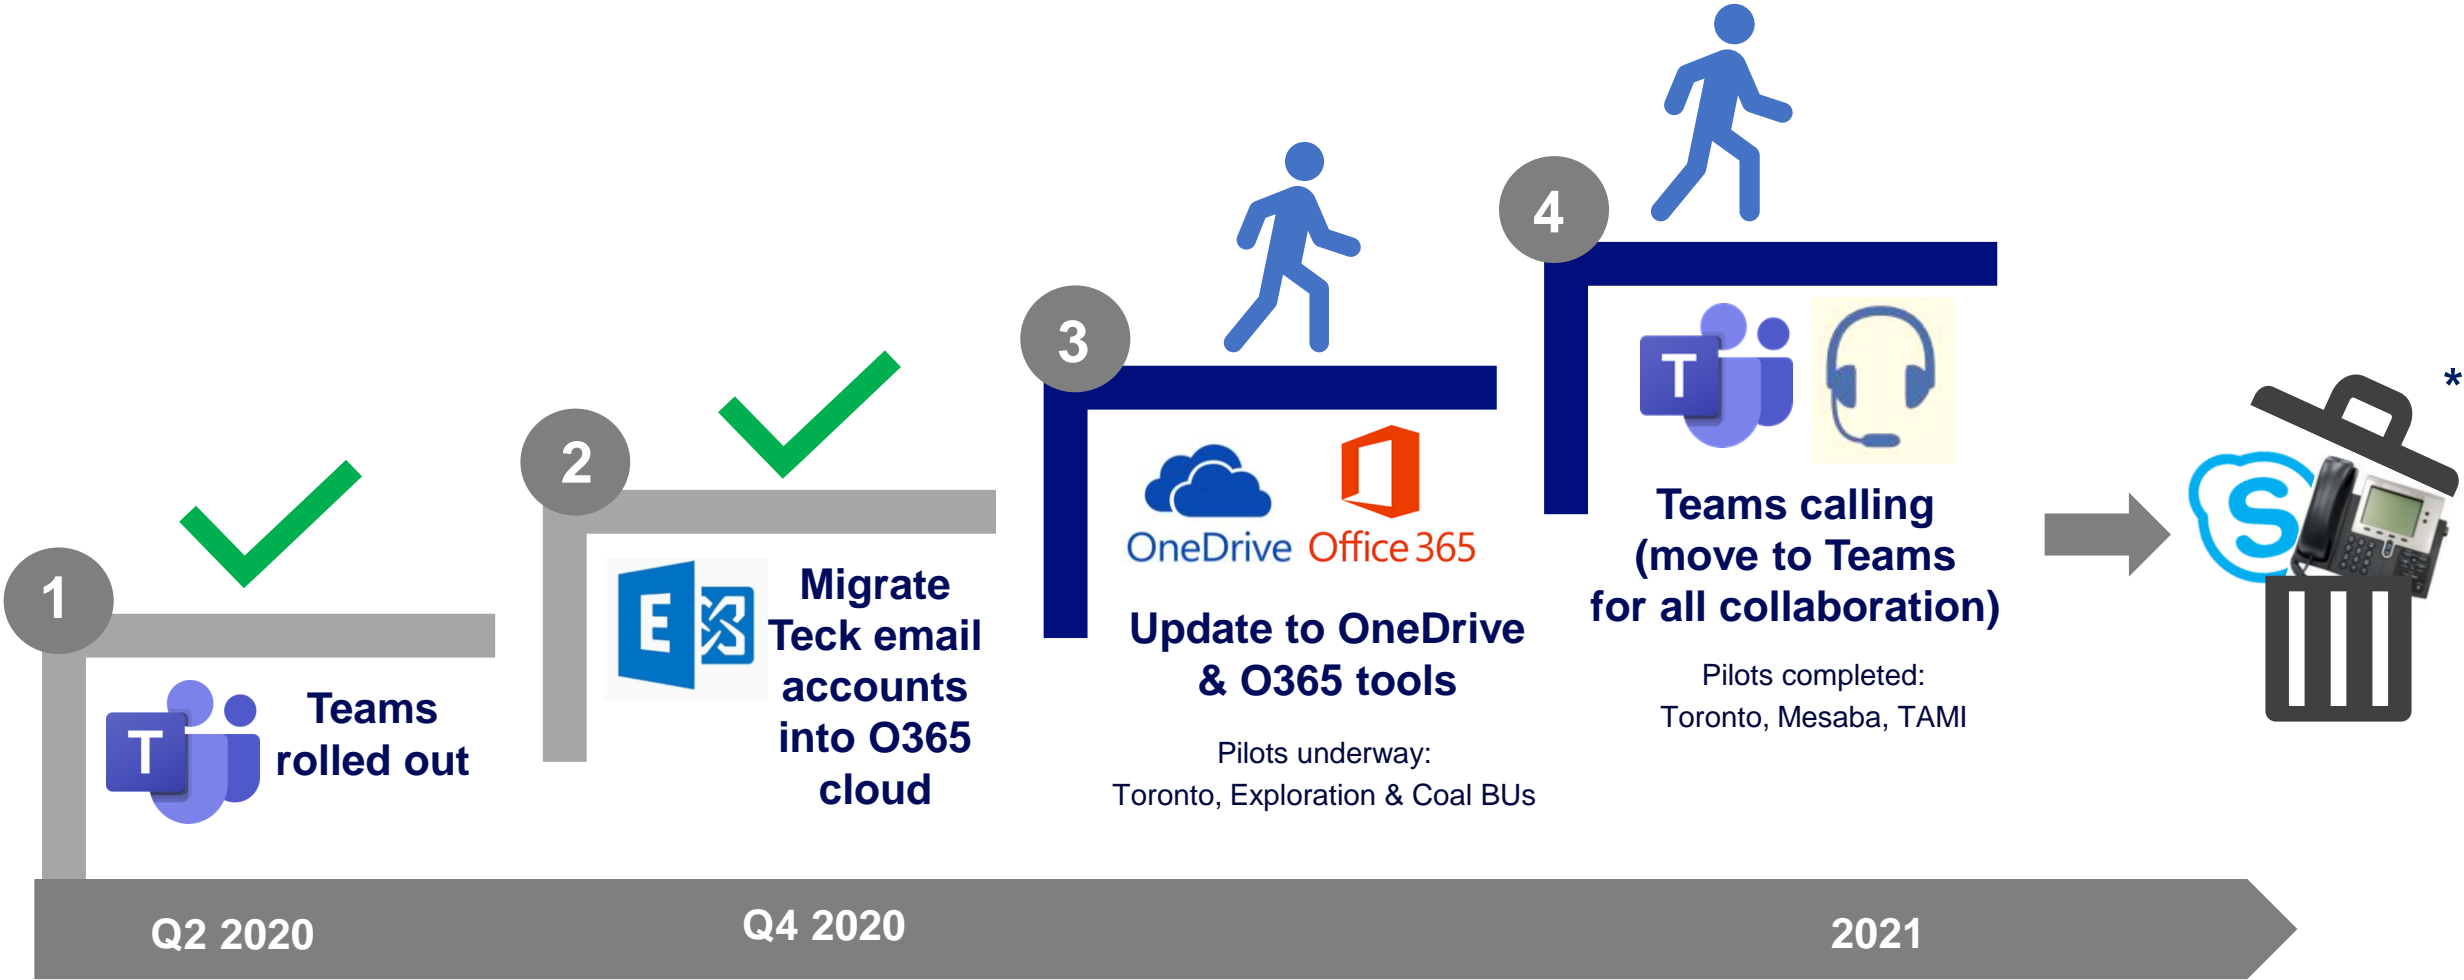 1
T
Teams
rolled out
2
E
Migrate
Teck email
accounts
into O365
cloud
3
OneDrive
Office 365
Update to OneDrive
& O365 tools
Pilots underway:
Toronto, Exploration & Coal BUs
4
T
Teams calling
(move to Teams
for all collaboration)
Pilots completed:
Toronto, Mesaba, TAMI
*
S
Q2 2020
Q4 2020
2021